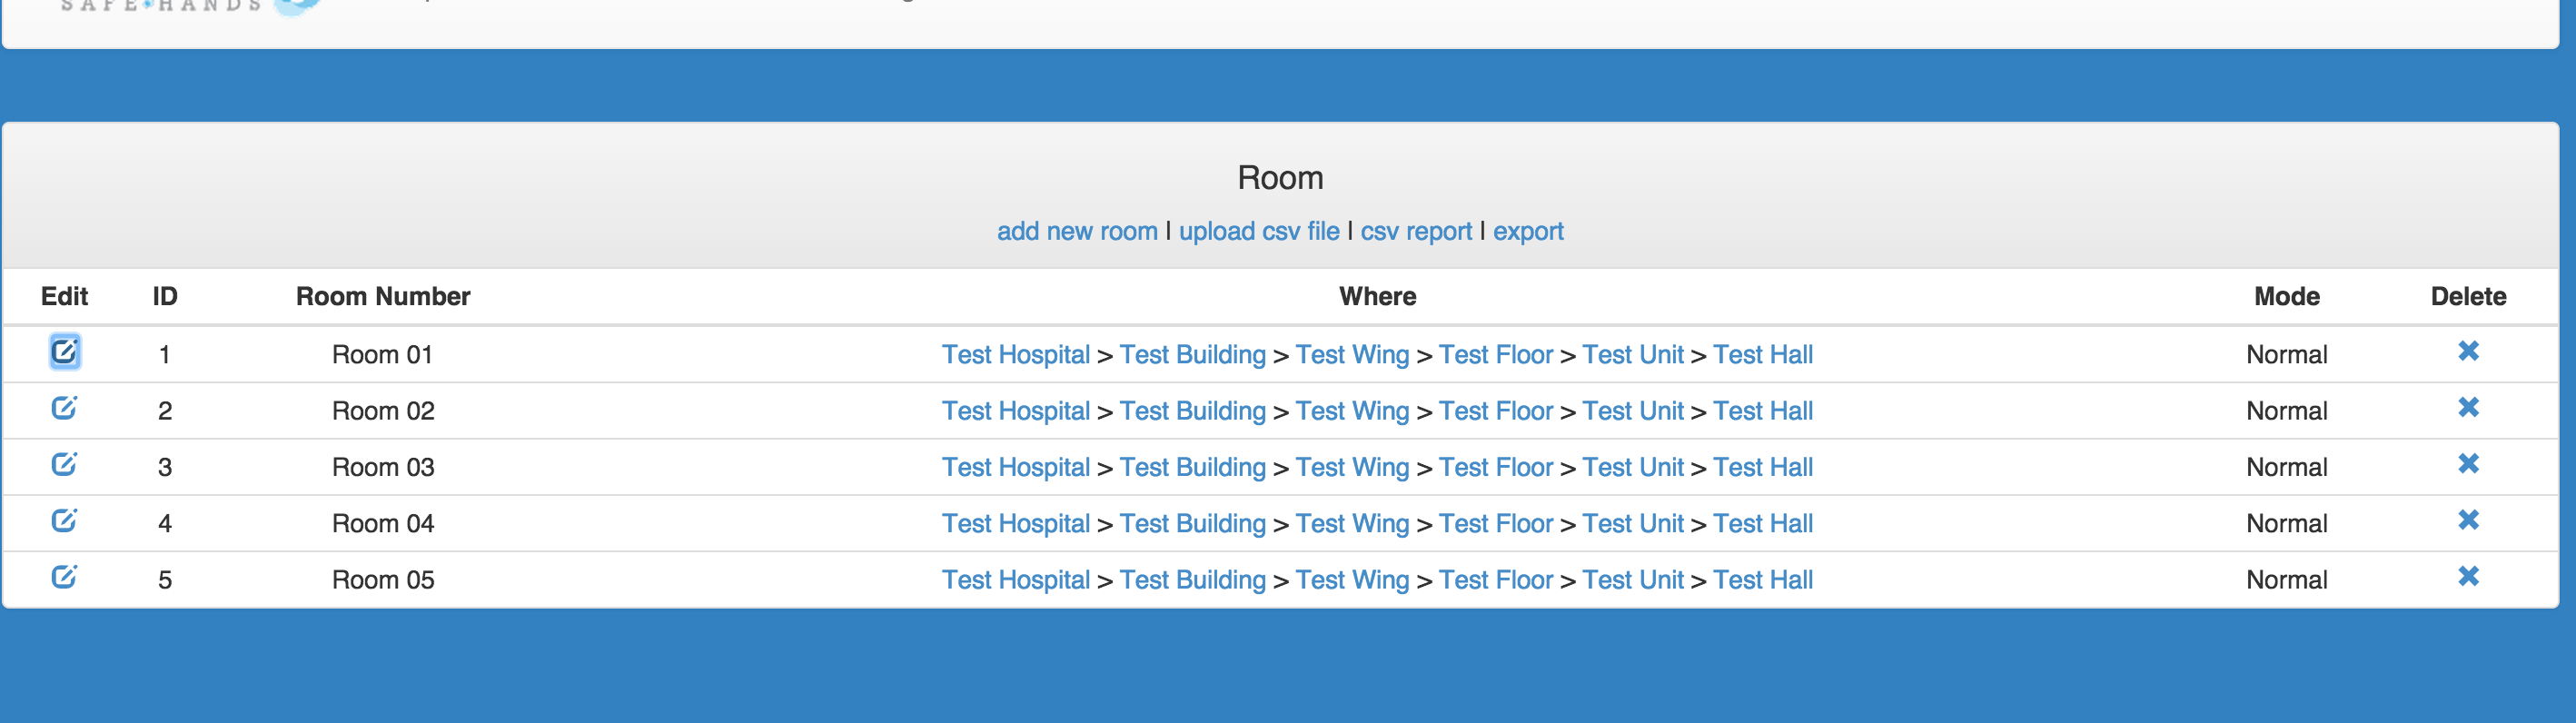 SAFE HANDS
Room
add new room | upload csv file | csv report | export
Edit ID Room Number Where Mode Delete
1 Room 01 Test Hospital > Test Building > Test Wing > Test Floor > Test Unit > Test Hall Normal
2 Room 02 Test Hospital > Test Building > Test Wing > Test Floor > Test Unit > Test Hall Normal
3 Room 03 Test Hospital > Test Building > Test Wing > Test Floor > Test Unit > Test Hall Normal
4 Room 04 Test Hospital > Test Building > Test Wing > Test Floor > Test Unit > Test Hall Normal
5 Room 05 Test Hospital > Test Building > Test Wing > Test Floor > Test Unit > Test Hall Normal